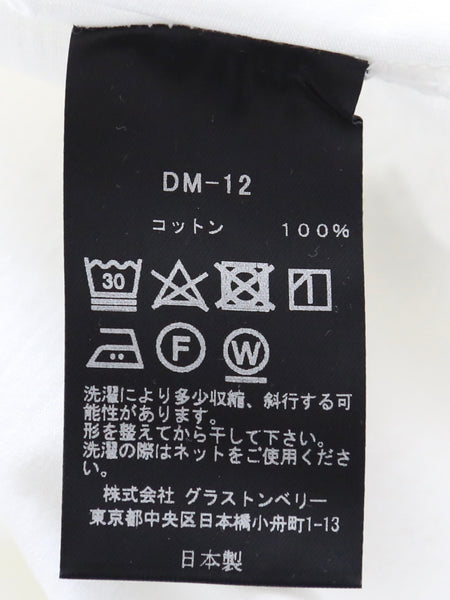 DM-12
コットン 100%
30
F W
洗濯により多少収縮、斜行する可
能性があります。
形を整えてから干して下さい。
洗濯の際はネットをご使用くださ
い。
株式会社 グラストンベリー
東京都中央区日本橋小舟町1-13
日本製